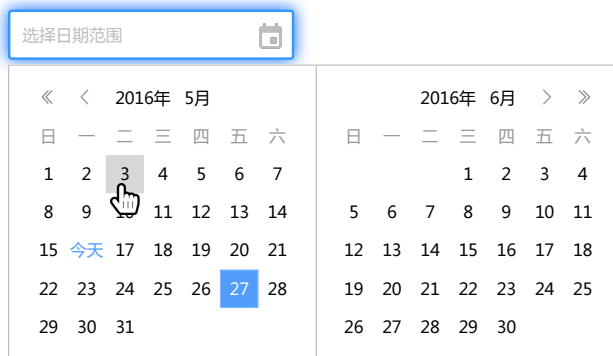 选择日期范围
2016年 5月
日 一 二 三 四 五 六
1 2 3 4 5 6 7
8 9 10 11 12 13 14
15 今天 17 18 19 20 21
22 23 24 25 26 27 28
29 30 31
2016年 6月
日 一 二 三 四 五 六
1 2 3 4
5 6 7 8 9 10 11
12 13 14 15 16 17 18
19 20 21 22 23 24 25
26 27 28 29 30